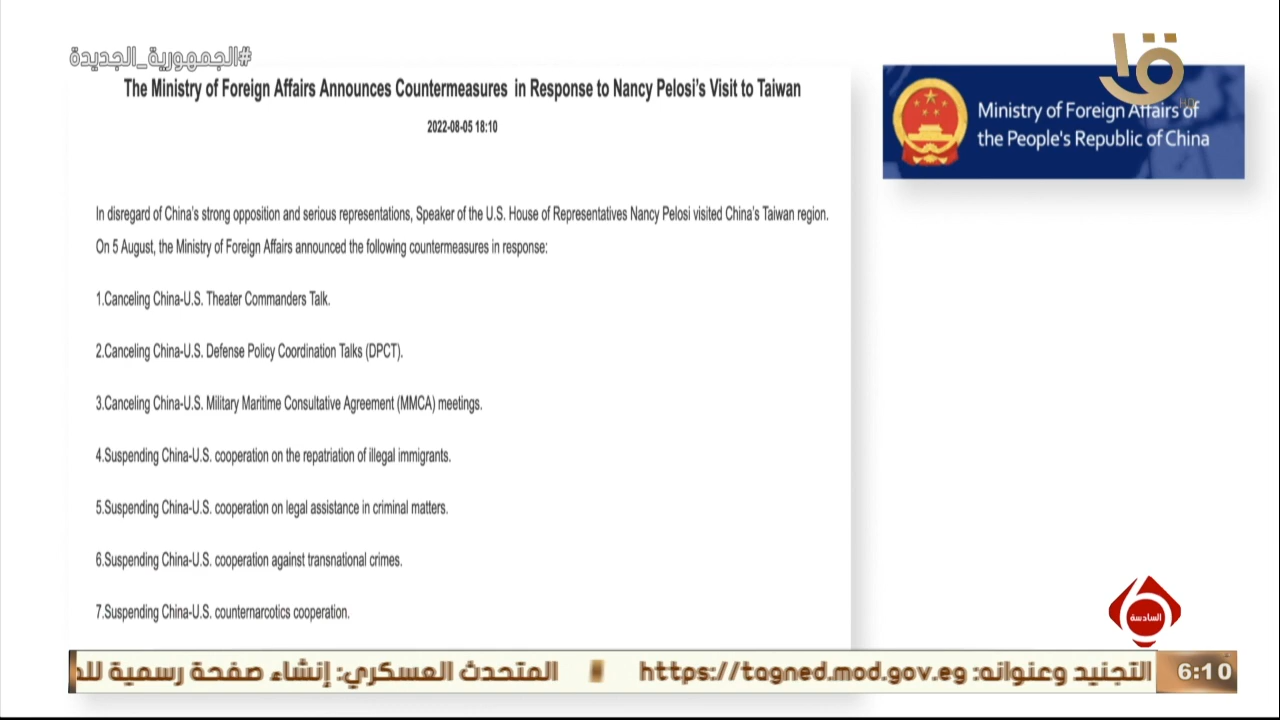 #الجمهورية_الجديدة
The Ministry of Foreign Affairs Announces Countermeasures in Response to Nancy Pelosi's Visit to Taiwan
2022-08-05 18:10
Ministry of Foreign Affairs of
the People's Republic of China
In disregard of China's strong opposition and serious representations, Speaker of the U.S. House of Representatives Nancy Pelosi visited China's Taiwan region.
On 5 August, the Ministry of Foreign Affairs announced the following countermeasures in response:
1.Canceling China-U.S. Theater Commanders Talk.
2.Canceling China-U.S. Defense Policy Coordination Talks (DPCT).
3.Canceling China-U.S. Military Maritime Consultative Agreement (MMCA) meetings.
4.Suspending China-U.S. cooperation on the repatriation of illegal immigrants.
5.Suspending China-U.S. cooperation on legal assistance in criminal matters.
6.Suspending China-U.S. cooperation against transnational crimes.
7.Suspending China-U.S. counternarcotics cooperation.
السادسة
6:10 التجنيد وعنوانه: https://tagned.mod.gov.eg المتحدث العسكري: إنشاء صفحة رسمية